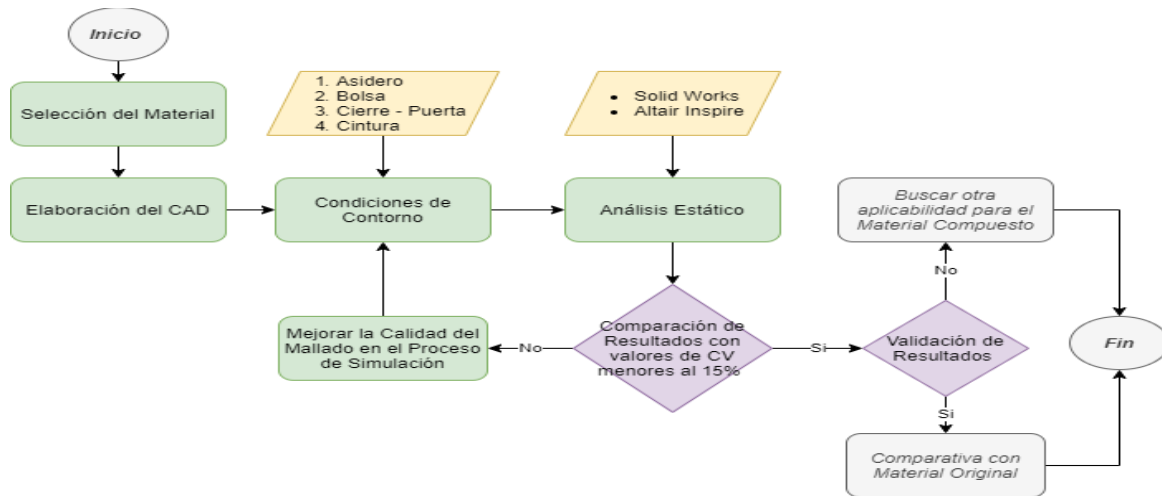 Inicio
Selección del Material
Elaboración del CAD
1. Asidero
2. Bolsa
3. Cierre - Puerta
4. Cintura
Condiciones de
Contorno
• Solid Works
• Altair Inspire
Análisis Estático
Comparación de
Resultados con
valores de CV
menores al 15%
No
Mejorar la Calidad del
Mallado en el Proceso
de Simulación
Si
Validación de
Resultados
No
Buscar otra
aplicabilidad para el
Material Compuesto
Si
Comparativa con
Material Original
Fin